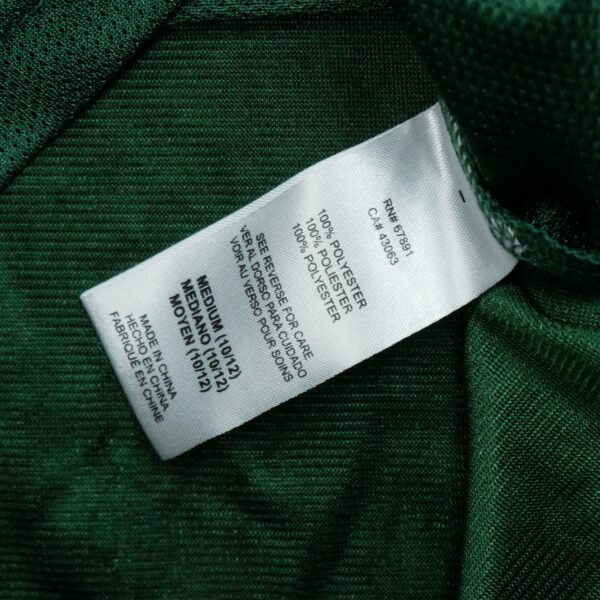 RN# 67891
CA# 43063
100% POLYESTER
100% POLIESTER
100% POLYESTER
SEE REVERSE FOR CARE
VER AL DORSO PARA CUIDADO
VOIR AU VERSO POUR SOINS
MEDIUM (10/12)
MEDIANO (10/12)
MOYEN (10/12)
MADE IN CHINA
HECHO EN CHINA
FABRIQUÉ EN CHINE